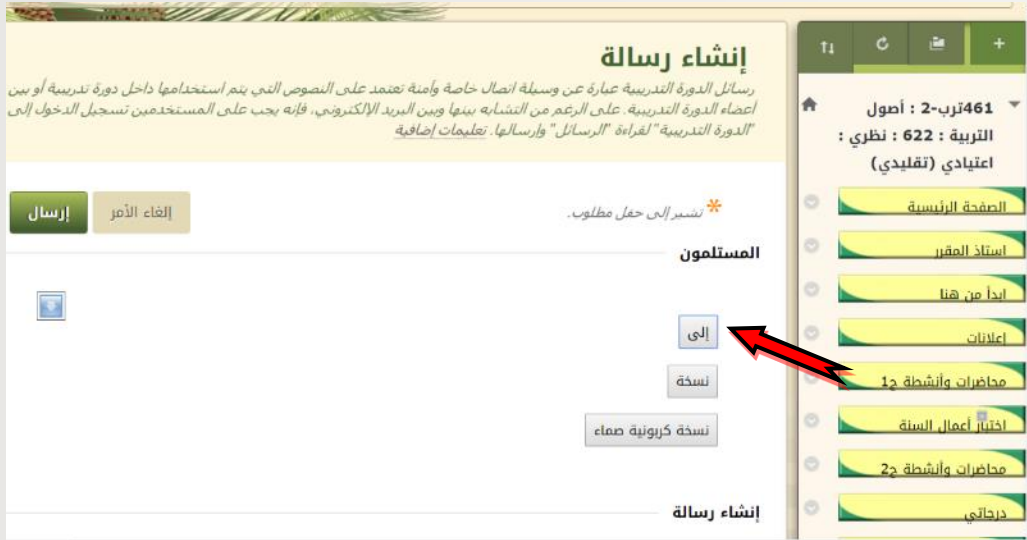 إنشاء رسالة
رسائل الدورة التدريبية عبارة عن وسيلة اتصال خاصة وآمنة تعتمد على النصوص التي يتم استخدامها داخل دورة تدريبية أو بين
أعضاء الدورة التدريبية. على الرغم من التشابه بينها وبين البريد الإلكتروني، فإنه يجب على المستخدمين تسجيل الدخول إلى
"الدورة التدريبية" لقراءة "الرسائل" وإرسالها. تعليمات إضافية
* تشير إلى حقل مطلوب.
إلغاء الأمر
إرسال
المستلمون
إلى
نسخة
نسخة كربونية صماء
إنشاء رسالة
461ترب-2 : أصول
التربية : 622 : نظري :
اعتيادي (تقليدي)
الصفحة الرئيسية
استاذ المقرر
ابدأ من هنا
إعلانات
محاضرات وأنشطة ج1
اختبار أعمال السنة
محاضرات وأنشطة ج2
درجاتي